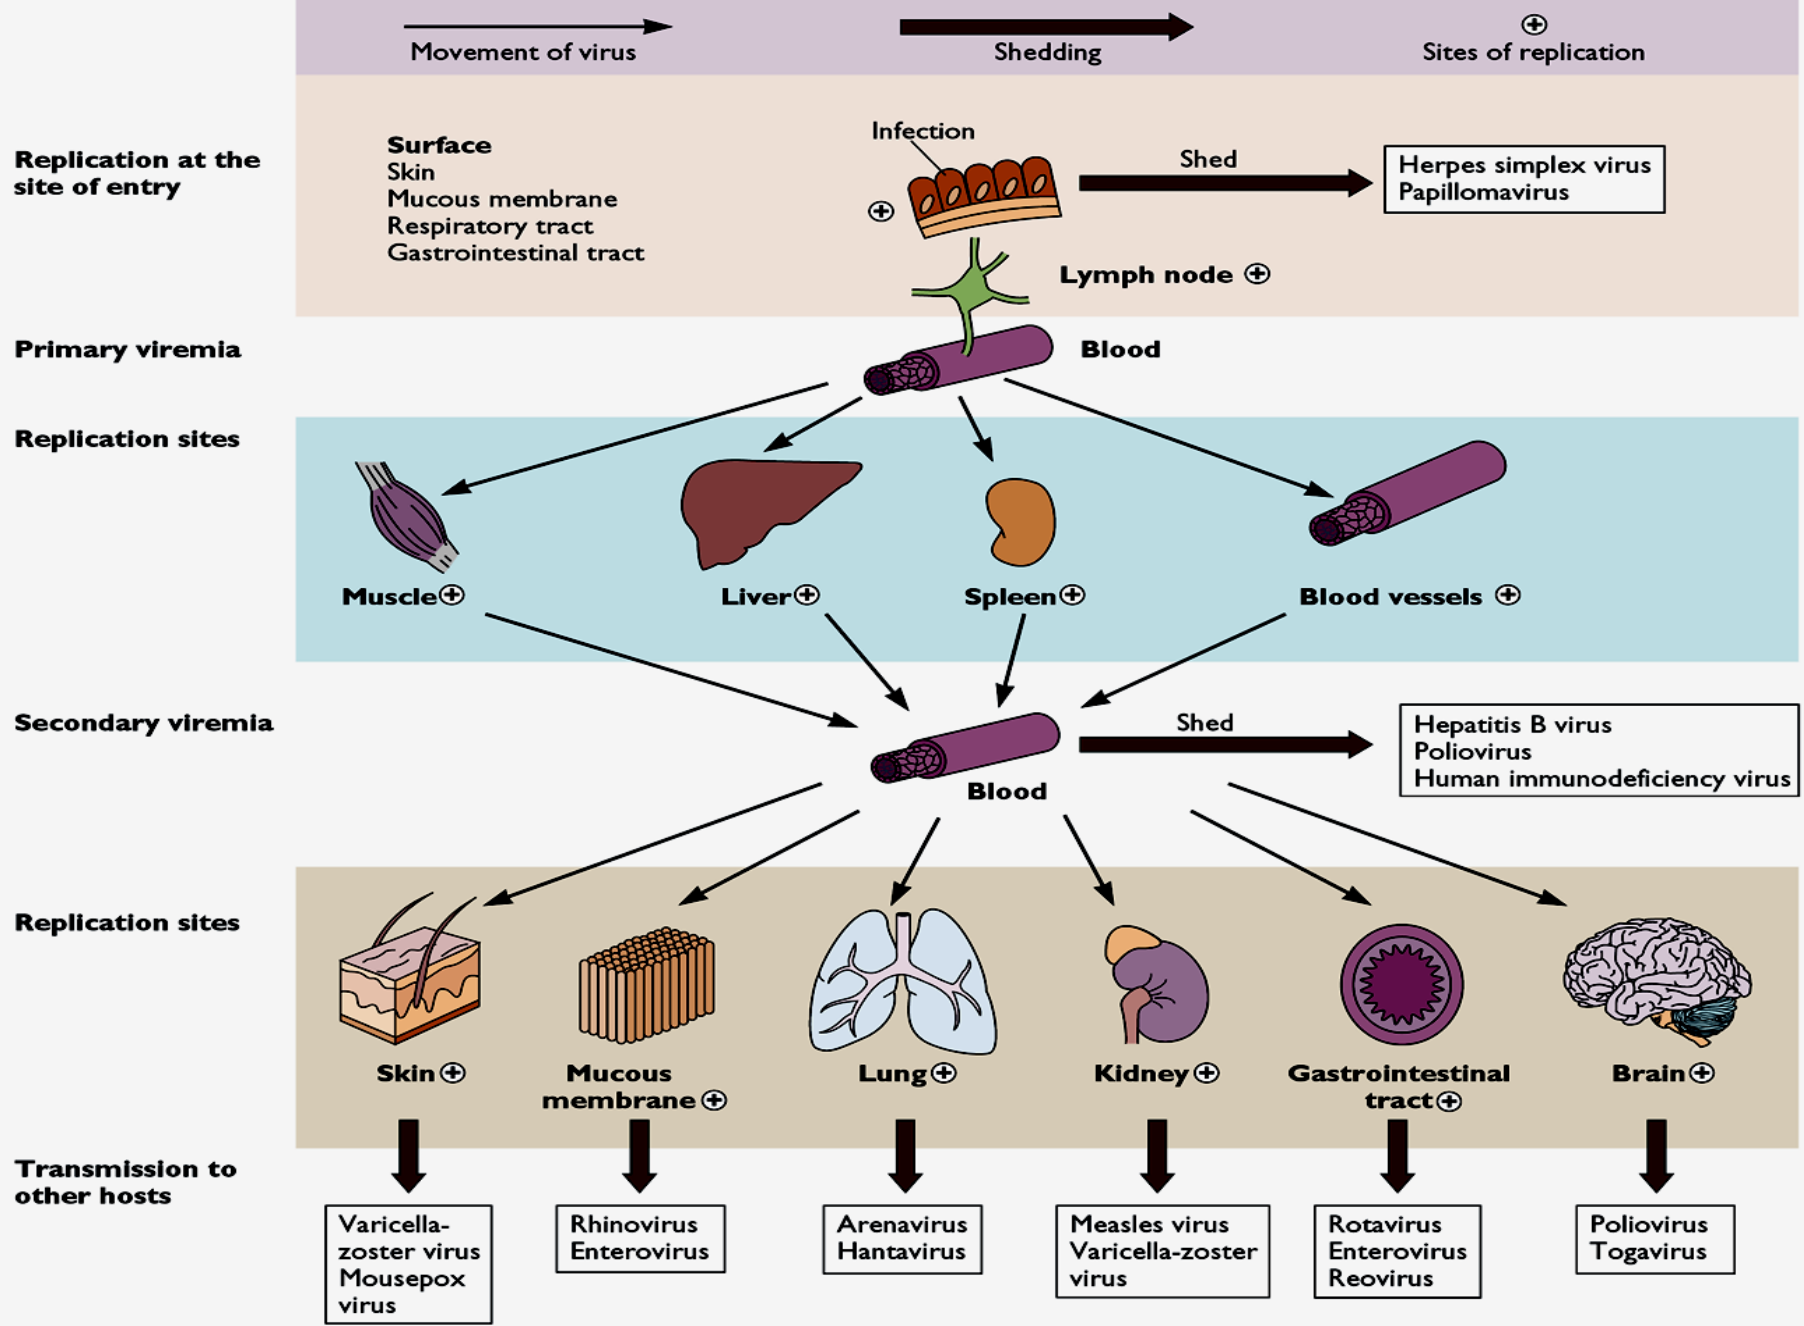 Movement of virus
Shedding
Sites of replication
Replication at the
site of entry
Surface
Skin
Mucous membrane
Respiratory tract
Gastrointestinal tract
Infection
Shed
Herpes simplex virus
Papillomavirus
Lymph node
Primary viremia
Blood
Replication sites
Muscle
Liver
Spleen
Blood vessels
Secondary viremia
Shed
Hepatitis B virus
Poliovirus
Human immunodeficiency virus
Blood
Replication sites
Skin
Mucous
membrane
Lung
Kidney
Gastrointestinal
tract
Brain
Transmission to
other hosts
Varicella-
zoster virus
Mousepox
virus
Rhinovirus
Enterovirus
Arenavirus
Hantavirus
Measles virus
Varicella-zoster
virus
Rotavirus
Enterovirus
Reovirus
Poliovirus
Togavirus